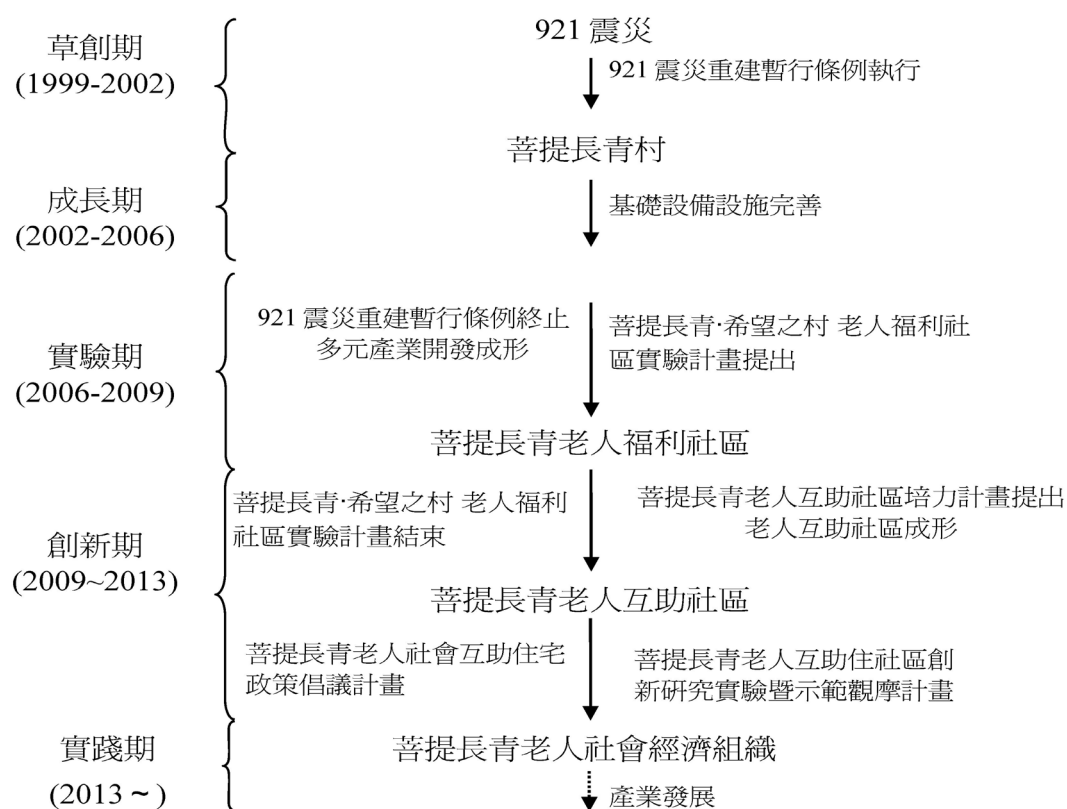 草創期
(1999-2002)
921 震災
921 震災重建暫行條例執行
菩提長青村
成長期
(2002-2006)
基礎設備設施完善
實驗期
(2006-2009)
921 震災重建暫行條例終止
多元產業開發成形
菩提長青·希望之村 老人福利社
區實驗計畫提出
菩提長青老人福利社區
創新期
(2009~2013)
菩提長青·希望之村 老人福利
社區實驗計畫結束
菩提長青老人互助社區培力計畫提出
老人互助社區成形
菩提長青老人互助社區
菩提長青老人社會互助住宅
政策倡議計畫
菩提長青老人互助住社區創
新研究實驗暨示範觀摩計畫
實踐期
(2013 ~ )
菩提長青老人社會經濟組織
產業發展